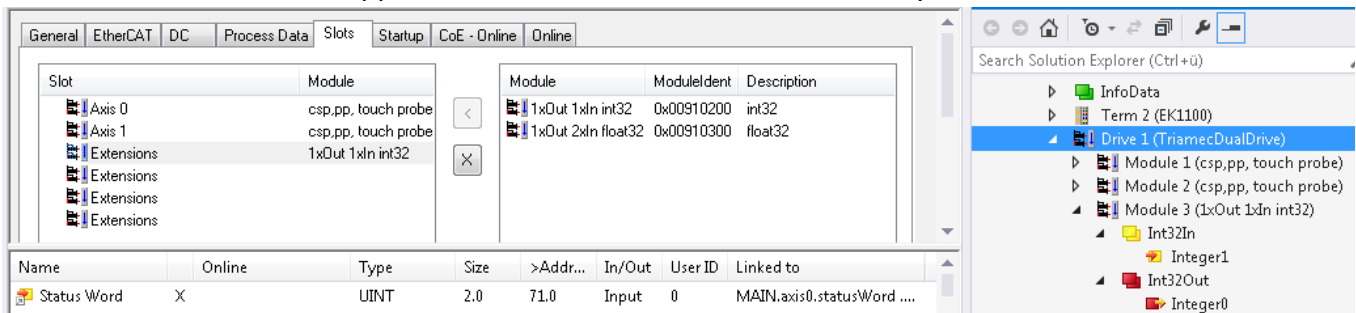 General EtherCAT DC Process Data Slots Startup CoE - Online Online
Slot Module
Axis 0 csp,pp, touch probe
Axis 1 csp,pp, touch probe
Extensions 1xOut 1xIn int32
Extensions
Extensions
Extensions
<
X
Module ModuleIdent Description
1xOut 1xIn int32 0x00910200 int32
1xOut 2xIn float32 0x00910300 float32
Name Online Type Size >Addr... In/Out User ID Linked to
Status Word X UINT 2.0 71.0 Input 0 MAIN.axis0.statusWord ....
Search Solution Explorer (Ctrl+ü)
InfoData
Term 2 (EK1100)
Drive 1 (TriamecDualDrive)
Module 1 (csp,pp, touch probe)
Module 2 (csp,pp, touch probe)
Module 3 (1xOut 1xIn int32)
Int32In
Integer1
Int32Out
Integer0